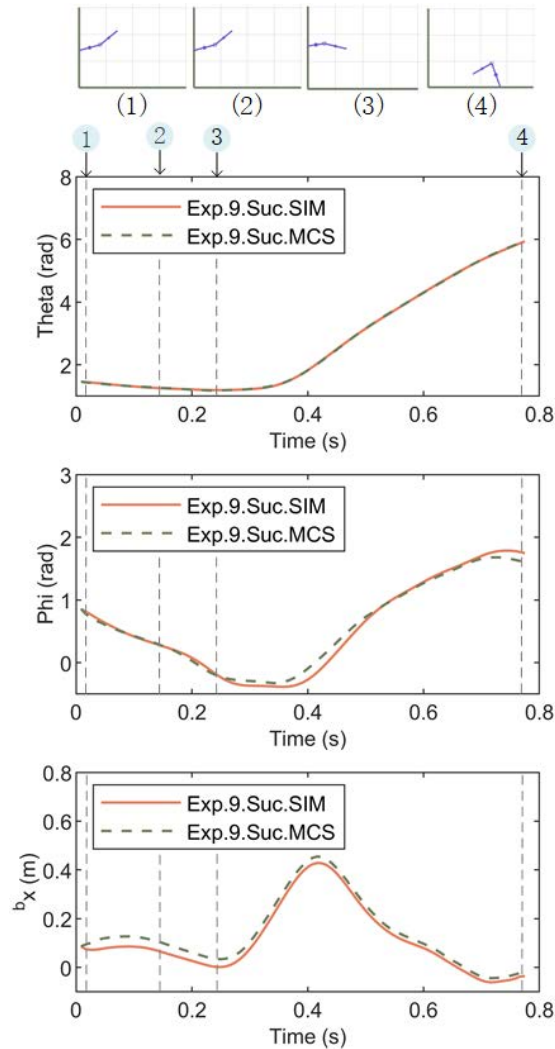 (1) (2) (3) (4)
1 2 3 4
8
6
4
2
Theta (rad)
Exp.9.Suc.SIM
Exp.9.Suc.MCS
0 0.2 0.4 0.6 0.8
Time (s)
3
2
1
0
Phi (rad)
Exp.9.Suc.SIM
Exp.9.Suc.MCS
0 0.2 0.4 0.6 0.8
Time (s)
0.8
0.4
0.2
0
bx (m)
Exp.9.Suc.SIM
Exp.9.Suc.MCS
0 0.2 0.4 0.6 0.8
Time (s)